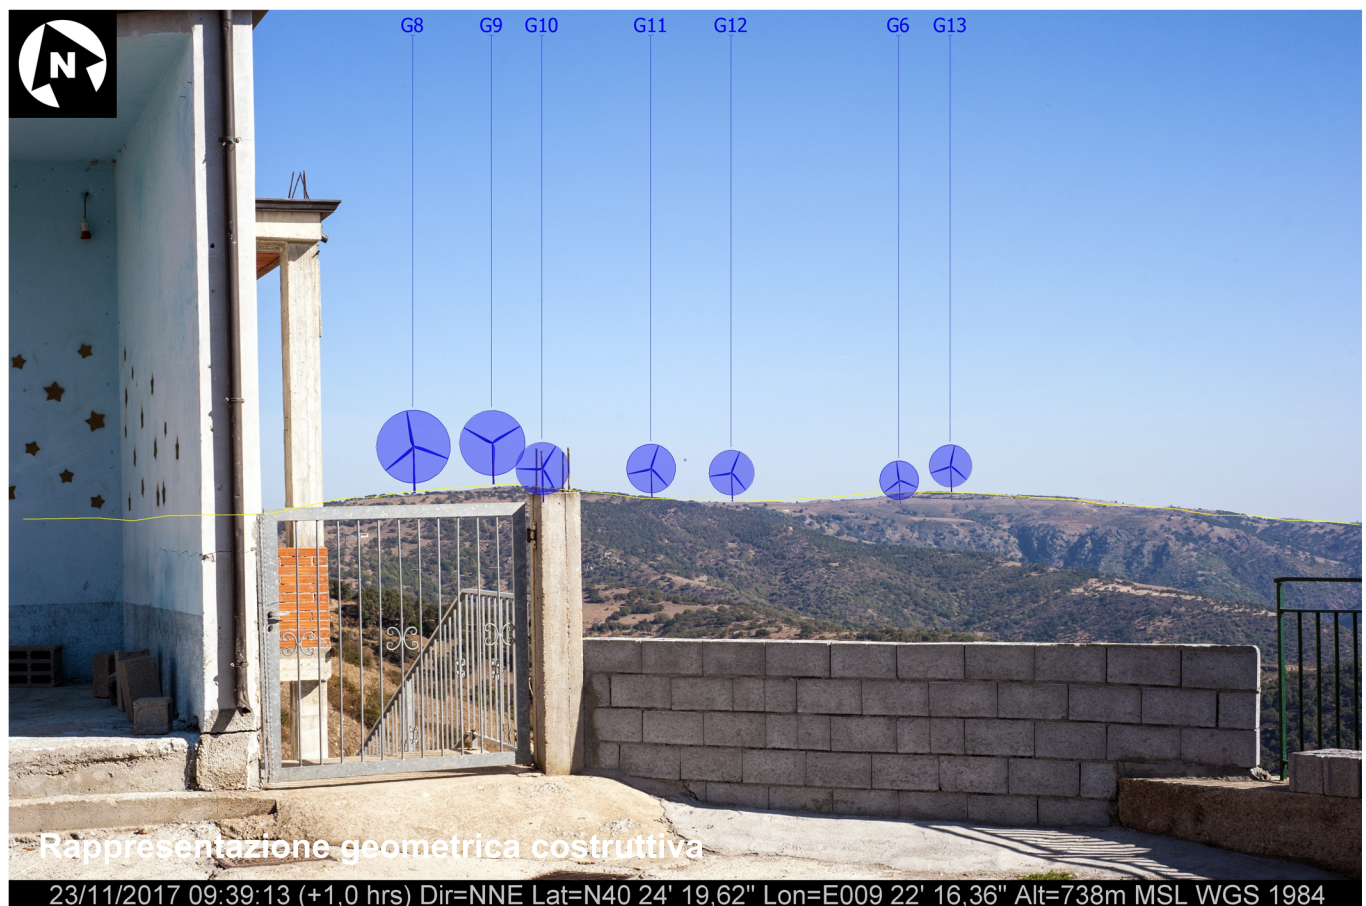 G8 G9 G10 G11 G12 G6 G13
N
Rappresentazione geometrica costruttiva
23/11/2017 09:39:13 (+1,0 hrs) Dir=NNE Lat=N40 24' 19,62" Lon=E009 22' 16,36" Alt=738m MSL WGS 1984